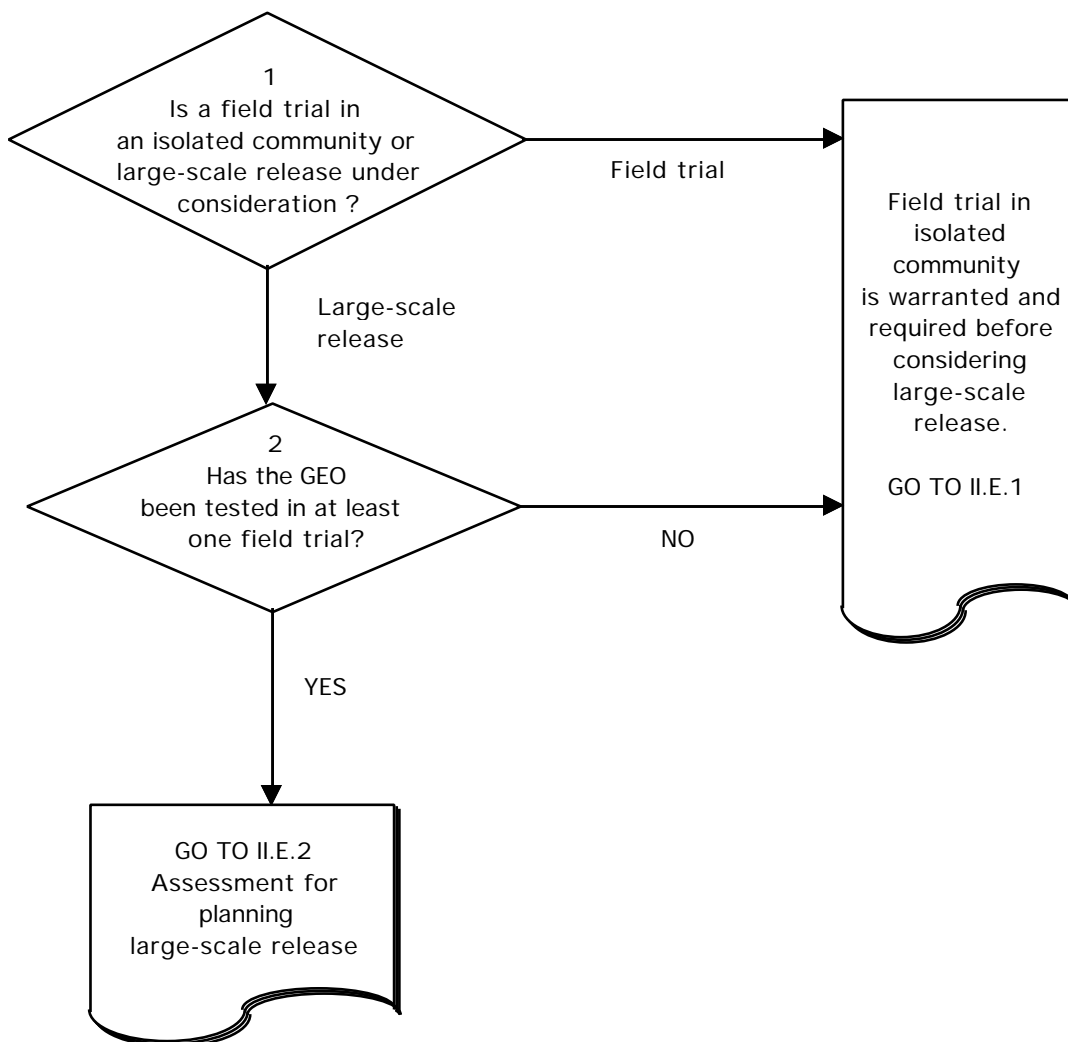 1
Is a field trial in
an isolated community or
large-scale release under
consideration ?
Field trial
Large-scale
release
2
Has the GEO
been tested in at least
one field trial?
NO
YES
Field trial in
isolated
community
is warranted and
required before
considering
large-scale
release.
GO TO II.E.1
GO TO II.E.2
Assessment for
planning
large-scale release